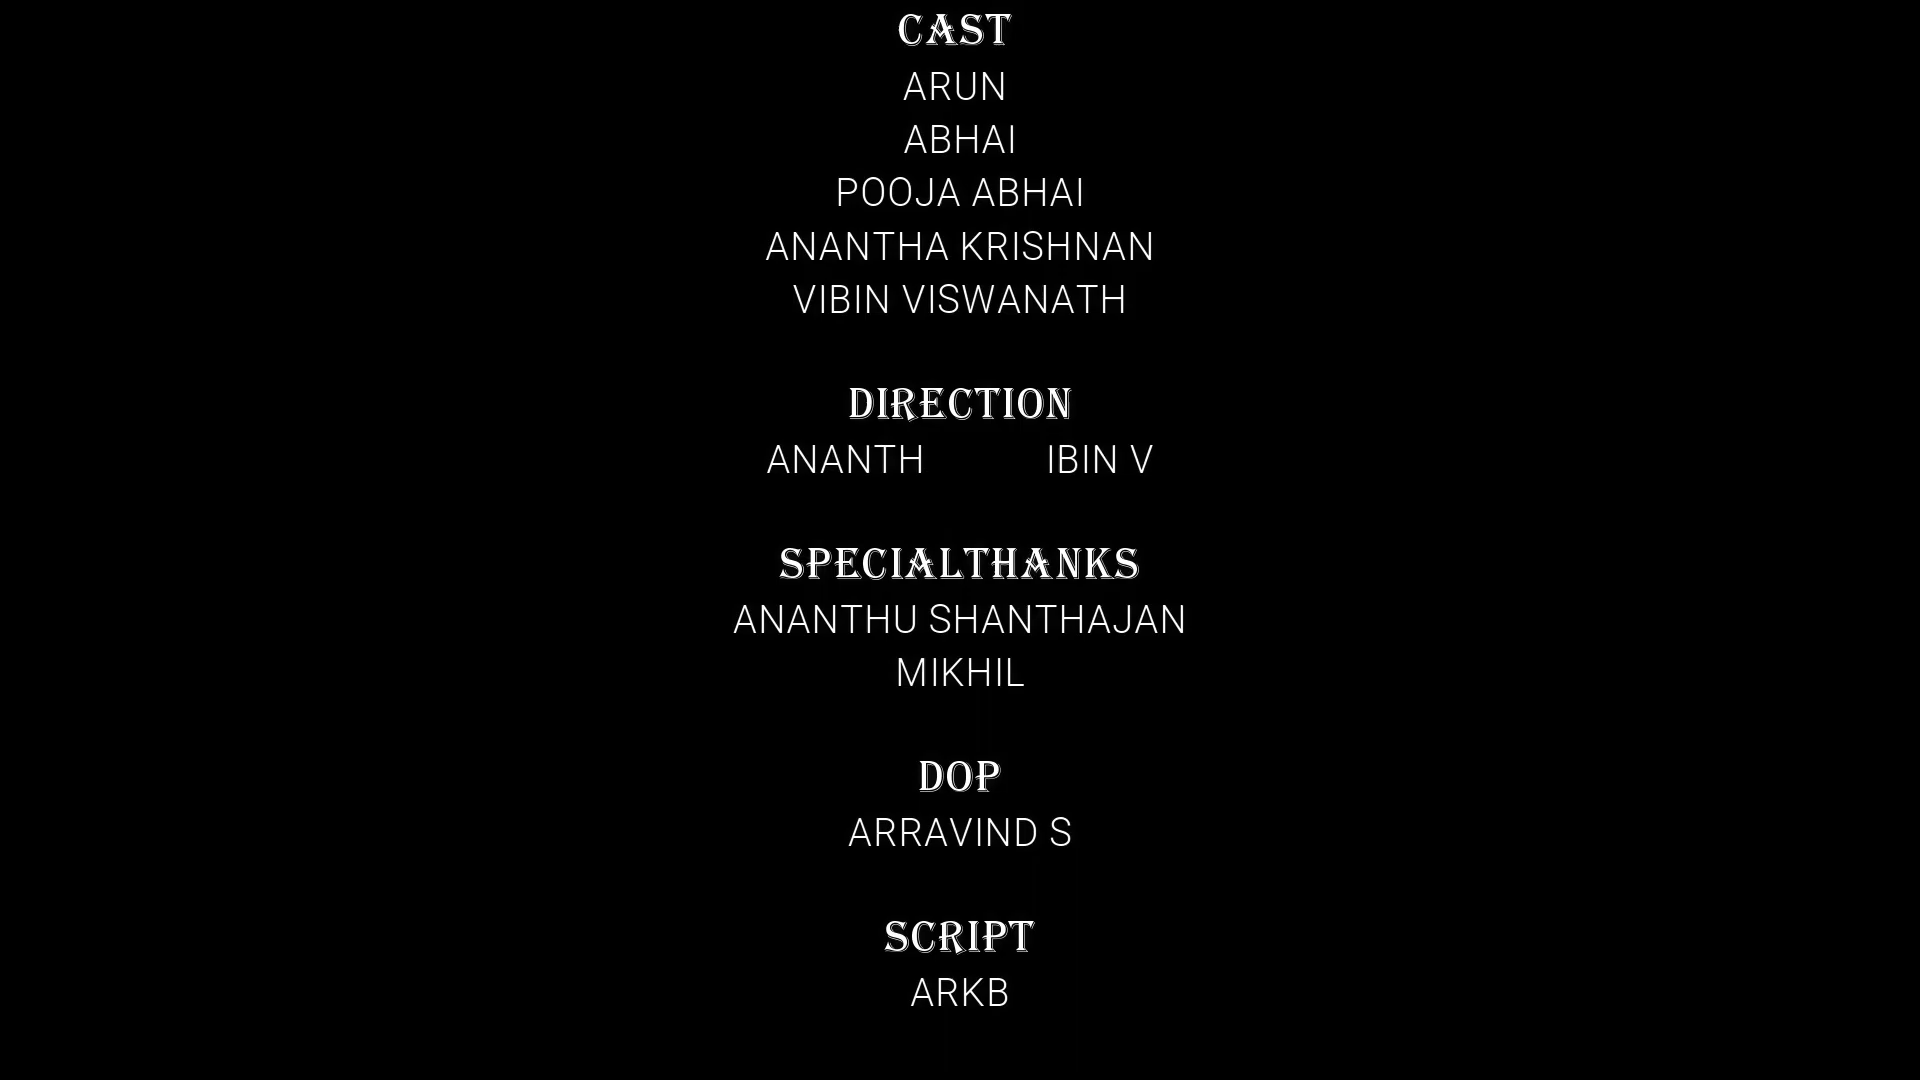 CAST
ARUN
ABHAI
POOJA ABHAI
ANANTHA KRISHNAN
VIBIN VISWANATH
DIRECTION
ANANTH IBIN V
SPECIALTHANKS
ANANTHU SHANTHAJAN
MIKHIL
DOP
ARRAVIND S
SCRIPT
ARKB